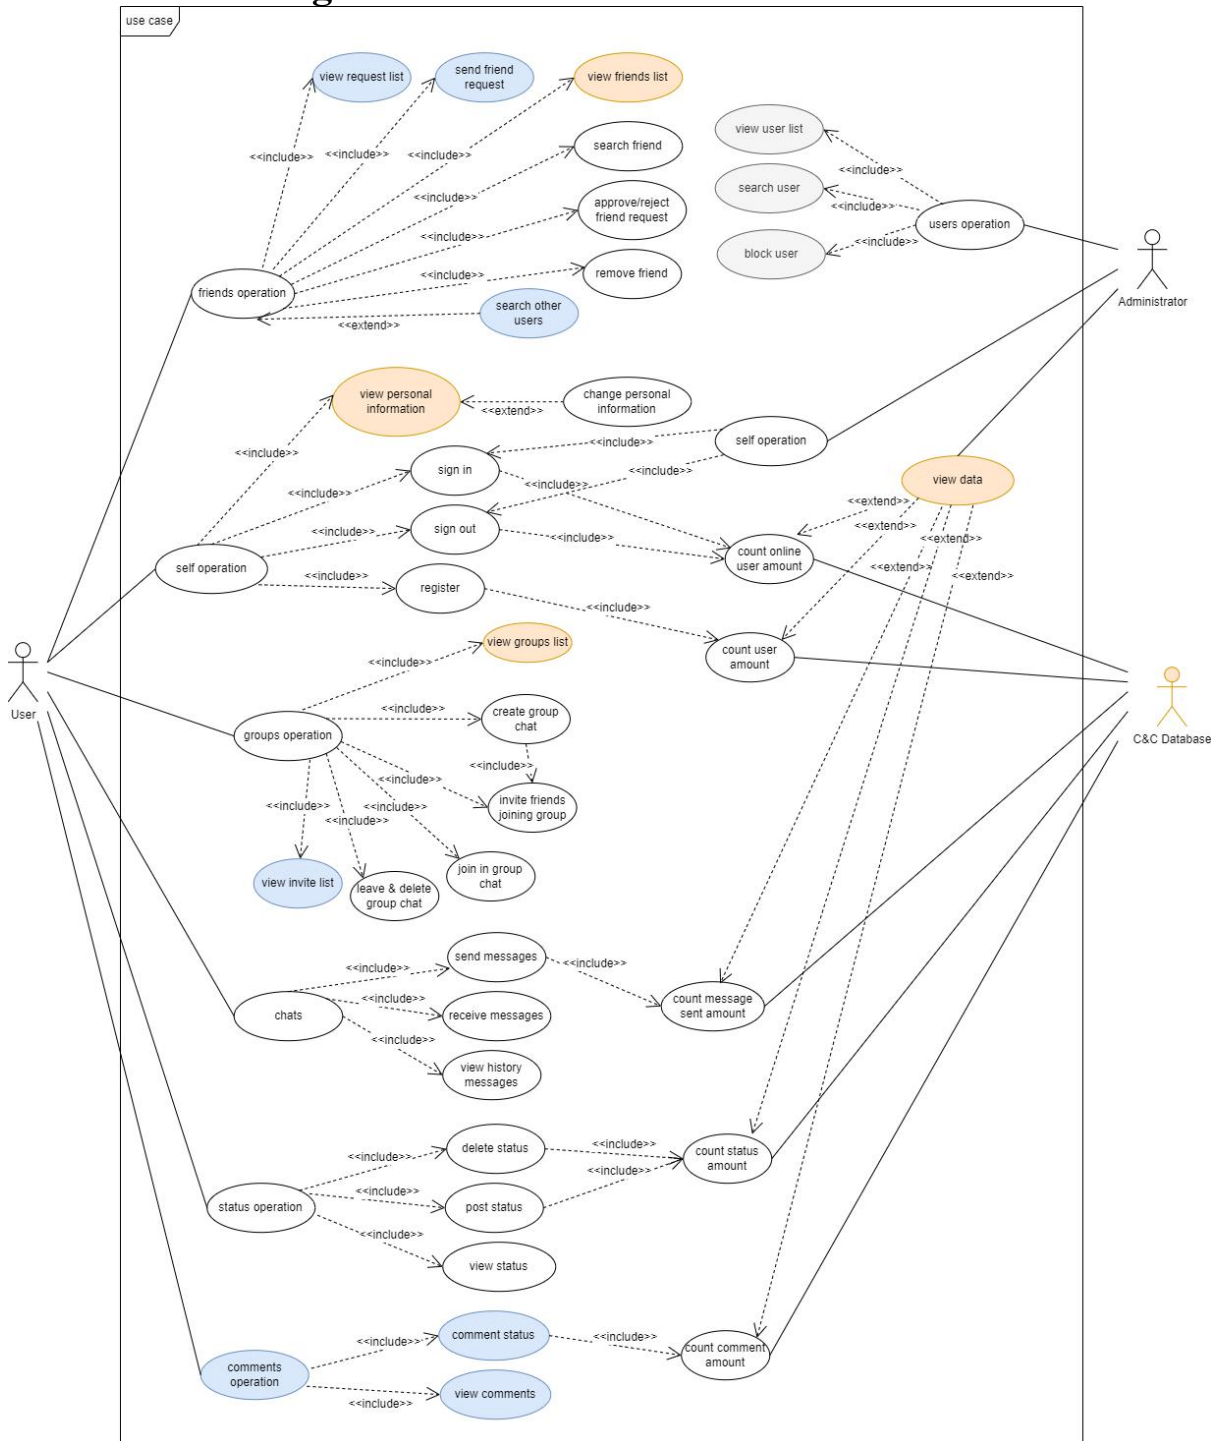 use case
view request list
send friend
request
view friends list
<<include>>
<<include>>
<<include>>
search friend
<<include>>
approve/reject
friend request
<<include>>
<<include>>
remove friend
friends operation
search other
users
<<extend>>
view user list
<<include>>
search user
<<include>>
users operation
<<include>>
block user
Administrator
view personal
information
change personal
information
<<extend>>
<<include>>
self operation
<<include>>
sign in
<<include>>
<<include>>
<<include>>
view data
sign out
<<include>>
<<include>>
<<extend>>
<<extend>>
<<extend>>
<<extend>>
count online
user amount
self operation
<<include>>
register
<<include>>
count user
amount
User
view groups list
<<include>>
<<include>>
create group
chat
groups operation
<<include>>
<<include>>
invite friends
joining group
<<include>>
<<include>>
<<include>>
view invite list
leave & delete
group chat
join in group
chat
C&C Database
send messages
<<include>>
<<include>>
count message
sent amount
chats
<<include>>
receive messages
<<include>>
view history
messages
delete status
<<include>>
<<include>>
count status
amount
<<include>>
<<include>>
status operation
post status
<<include>>
view status
comment status
<<include>>
<<include>>
count comment
amount
comments
operation
view comments
<<include>>